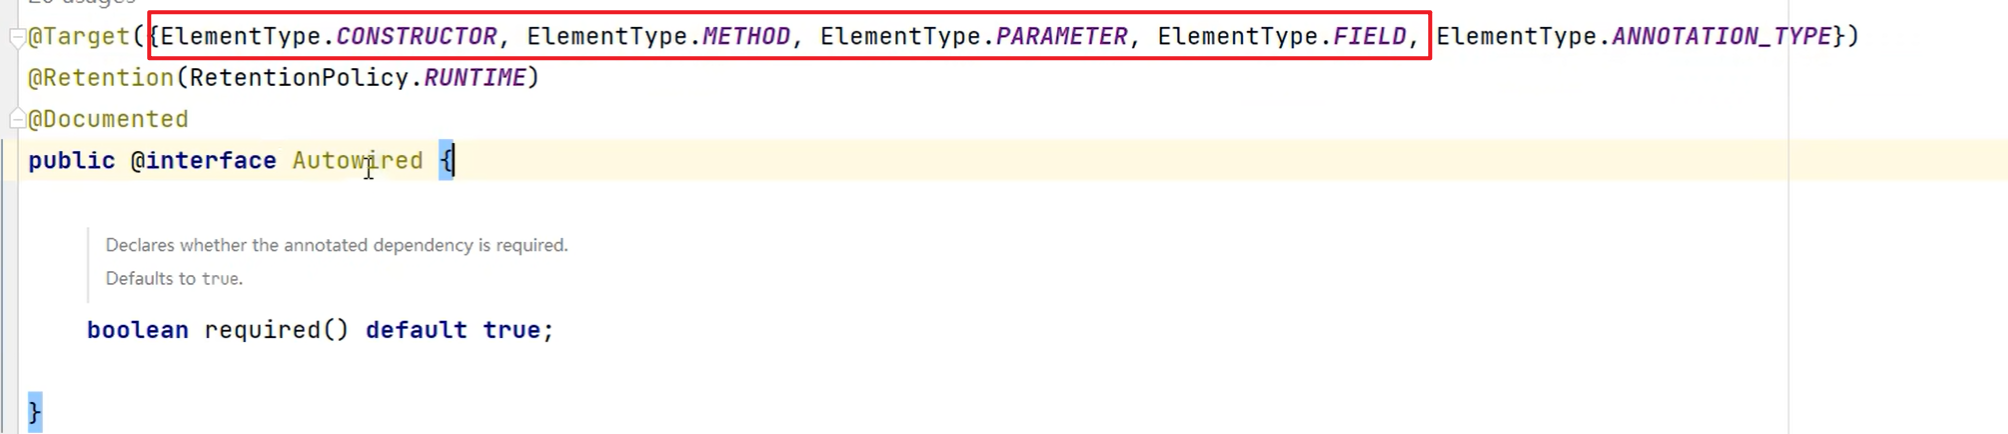 @Target({ElementType.CONSTRUCTOR, ElementType.METHOD, ElementType.PARAMETER, ElementType.FIELD, ElementType.ANNOTATION_TYPE})
@Retention(RetentionPolicy.RUNTIME)
@Documented
public @interface Autowired {
Declares whether the annotated dependency is required.
Defaults to true.
boolean required() default true;
}